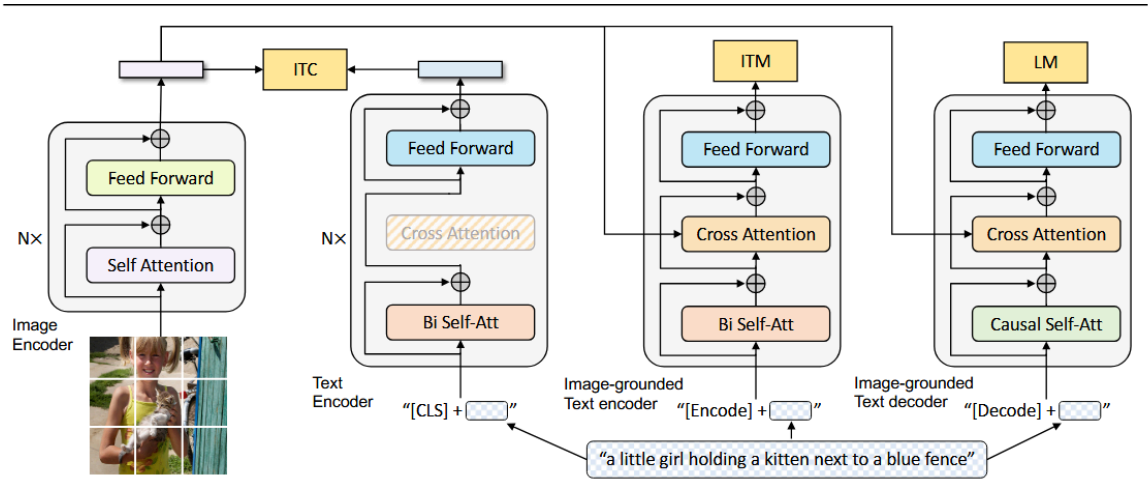 ITC
ITM
LM
Feed Forward
Self Attention
N×
Image
Encoder
Feed Forward
Cross Attention
Bi Self-Att
N×
Text
Encoder
“[CLS] + ”
Feed Forward
Cross Attention
Bi Self-Att
Image-grounded
Text encoder
“[Encode] + ”
Feed Forward
Cross Attention
Causal Self-Att
Image-grounded
Text decoder
“[Decode] + ”
“a little girl holding a kitten next to a blue fence”